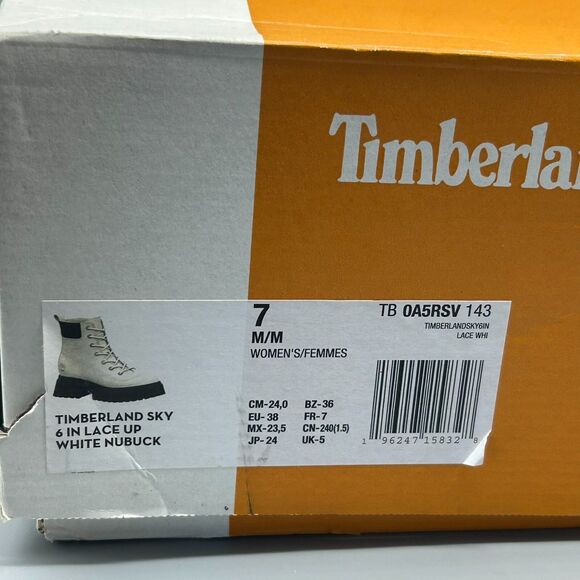 Timberla
7
M/M
WOMEN'S/FEMMES
TB 0A5RSV 143
TIMBERLANDSKY6IN
LACE WHI
TIMBERLAND SKY
6 IN LACE UP
WHITE NUBUCK
CM-24,0 BZ-36
EU-38 FR-7
MX-23,5 CN-240(1.5)
JP-24 UK-5
1 96247 15832 8